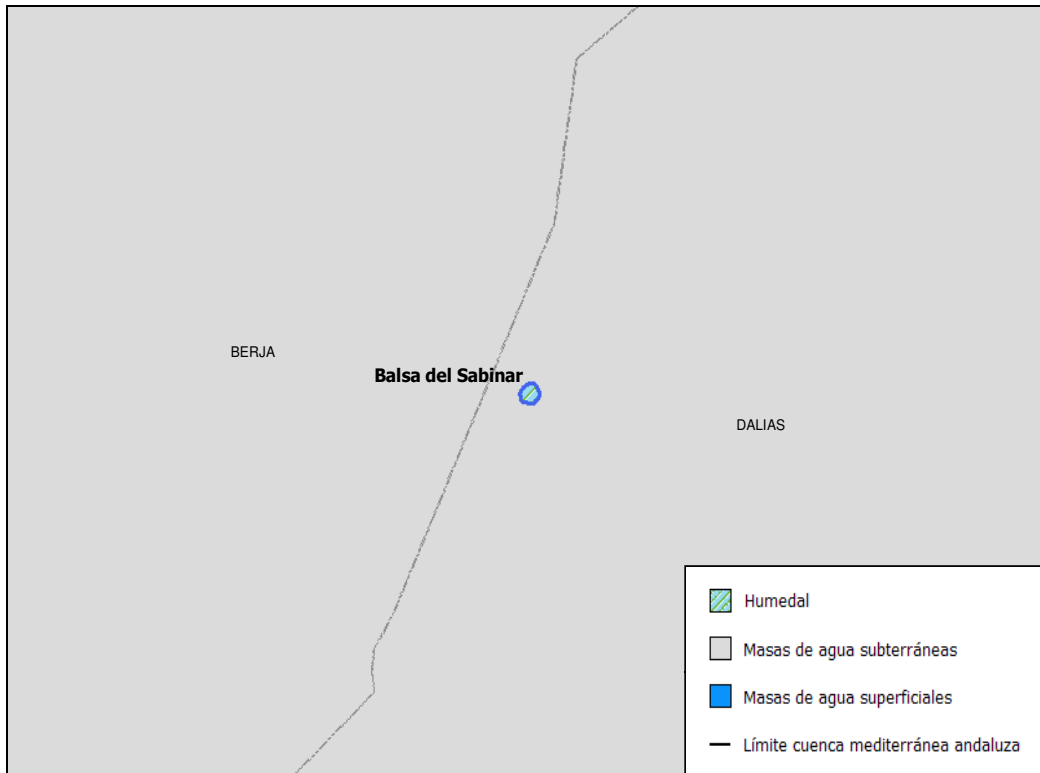 BERJA
Balsa del Sabinar
DALIAS
Humedal
Masas de agua subterráneas
Masas de agua superficiales
Límite cuenca mediterránea andaluza